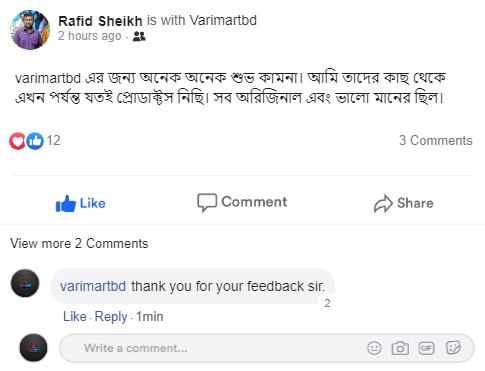 Rafid Sheikh is with Varimartbd
2 hours ago ·
varimartbd এর জন্য অনেক অনেক শুভ কামনা। আমি তাদের কাছ থেকে
এখন পর্যন্ত যতই প্রোডাক্টস নিছি। সব অরিজিনাল এবং ভালো মানের ছিল।
12
3 Comments
Like
Comment
Share
View more 2 Comments
varimartbd thank you for your feedback sir.
2
Like · Reply · 1min
Write a comment...
GIF